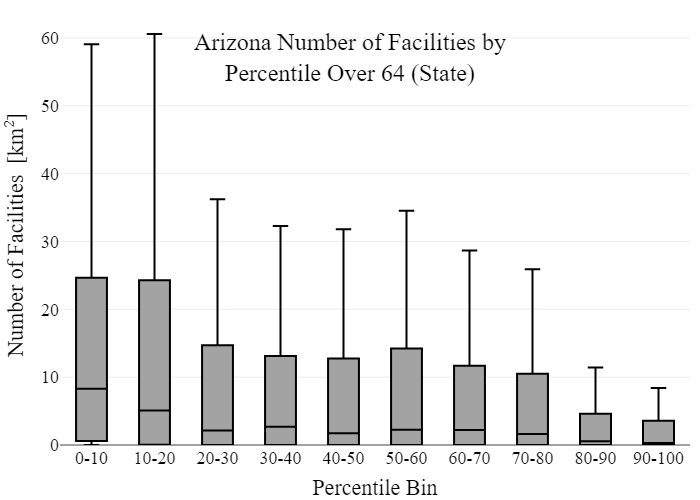 Arizona Number of Facilities by
Percentile Over 64 (State)
Number of Facilities [km²]
60
50
40
30
20
10
0
0-10 10-20 20-30 30-40 40-50 50-60 60-70 70-80 80-90 90-100
Percentile Bin